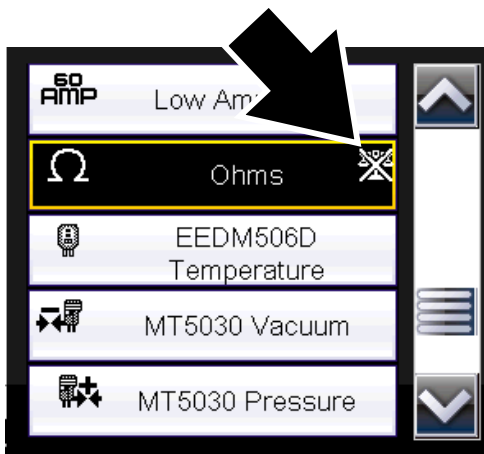 60
AMP
Low Am
Ω
Ohms
EEDM506D
Temperature
MT5030 Vacuum
MT5030 Pressure